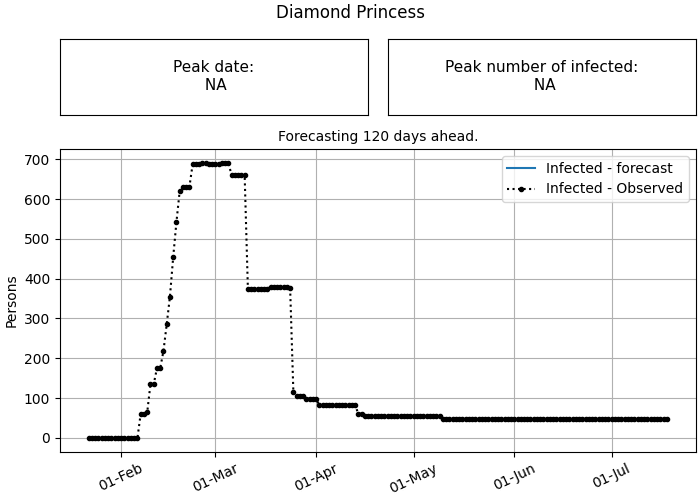 Diamond Princess
Peak date:
NA
Peak number of infected:
NA
Forecasting 120 days ahead.
Infected - forecast
Infected - Observed
Persons
700
600
500
400
300
200
100
0
01-Feb
01-Mar
01-Apr
01-May
01-Jun
01-Jul